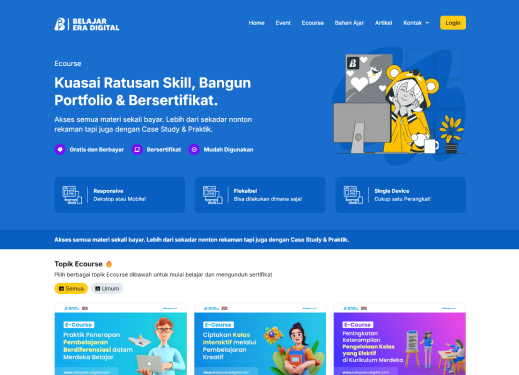 BELAJAR
ERA DIGITAL
Home Event Ecourse Bahan Ajar Artikel Kontak Login
Ecourse
Kuasai Ratusan Skill, Bangun
Portfolio & Bersertifikat.
Akses semua materi sekali bayar. Lebih dari sekadar nonton
rekaman tapi juga dengan Case Study & Praktik.
Gratis dan Berbayar Bersertifikat Mudah Digunakan
Responsive
Dekstop atau Mobile!
Fleksibel
Bisa dilakukan dimana saja!
Single Device
Cukup satu Perangkat!
Akses semua materi sekali bayar. Lebih dari sekadar nonton rekaman tapi juga dengan Case Study & Praktik.
Topik Ecourse
Pilih berbagai topik Ecourse dibawah untuk mulai belajar dan mengunduh sertifikat
Semua Umum
E-Course
Praktik Penerapan
Pembelajaran
Berdiferensiasi dalam
Merdeka Belajar
E-Course
Ciptakan Kelas
Interaktif melalui
Pembelajaran
Kreatif
E-Course
Peningkatan
Keterampilan
Pengelolaan Kelas
yang Efektif
di Kurikulum Merdeka